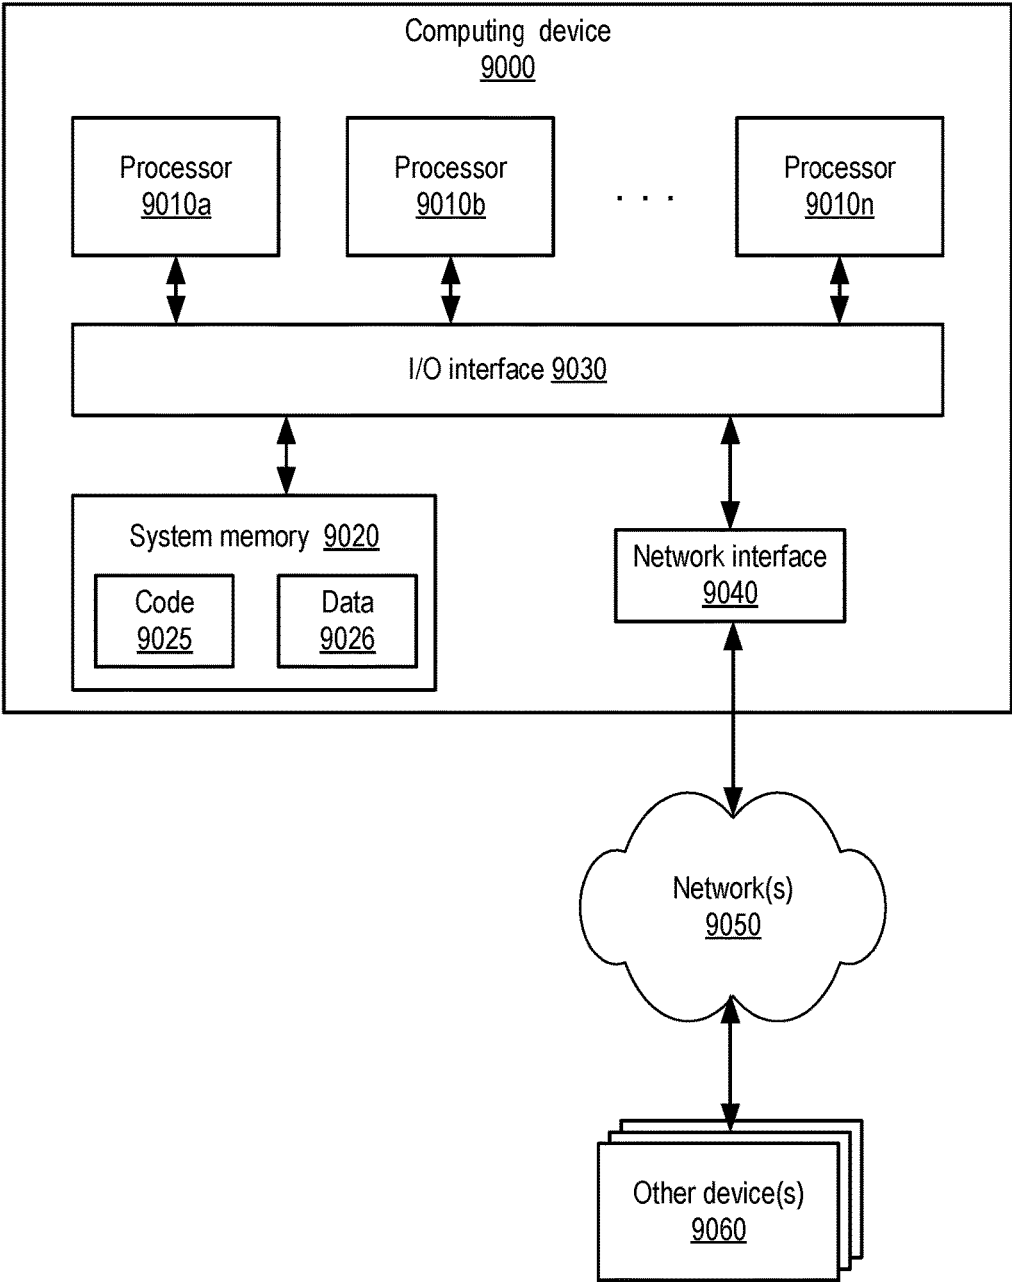 Computing device
9000
Processor
9010a
Processor
9010b
. . .
Processor
9010n
I/O interface 9030
System memory 9020
Code
9025
Data
9026
Network interface
9040
Network(s)
9050
Other device(s)
9060